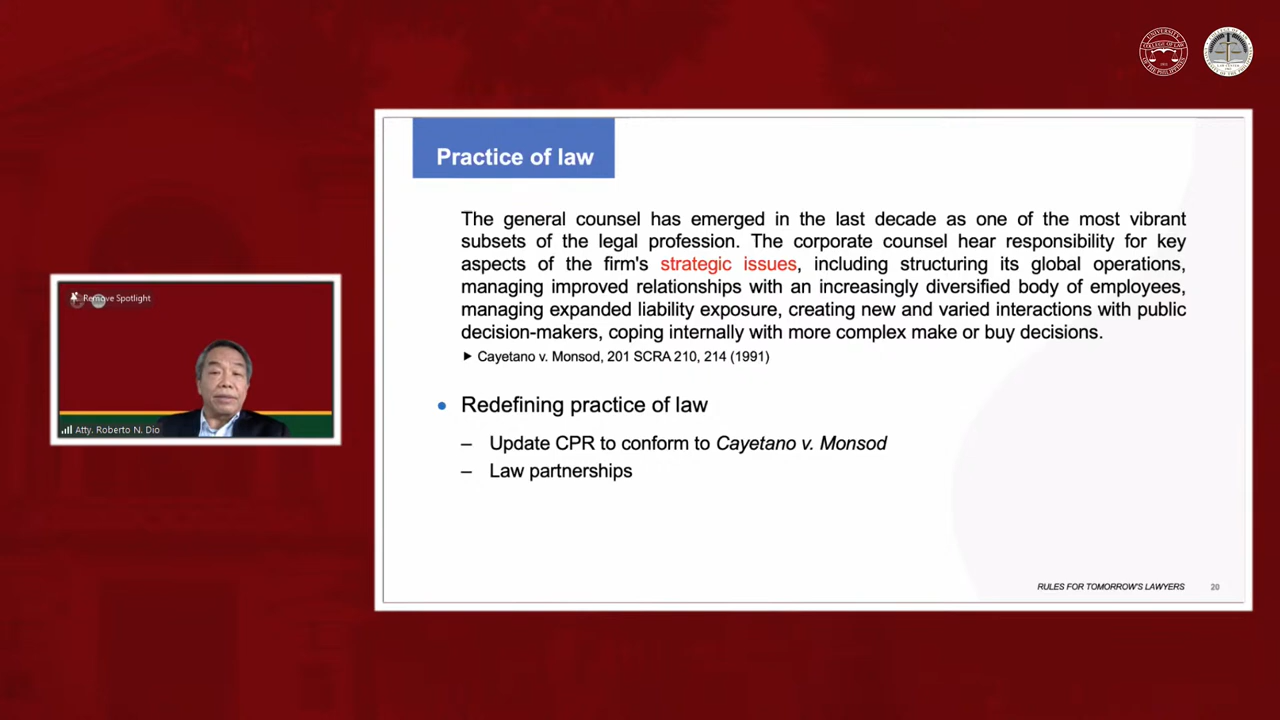 Practice of law
The general counsel has emerged in the last decade as one of the most vibrant
subsets of the legal profession. The corporate counsel hear responsibility for key
aspects of the firm's strategic issues, including structuring its global operations,
managing improved relationships with an increasingly diversified body of employees,
managing expanded liability exposure, creating new and varied interactions with public
decision-makers, coping internally with more complex make or buy decisions.
Cayetano v. Monsod, 201 SCRA 210, 214 (1991)
Redefining practice of law
– Update CPR to conform to Cayetano v. Monsod
– Law partnerships
RULES FOR TOMORROW'S LAWYERS 20
Remove Spotlight
Atty. Roberto N. Dio